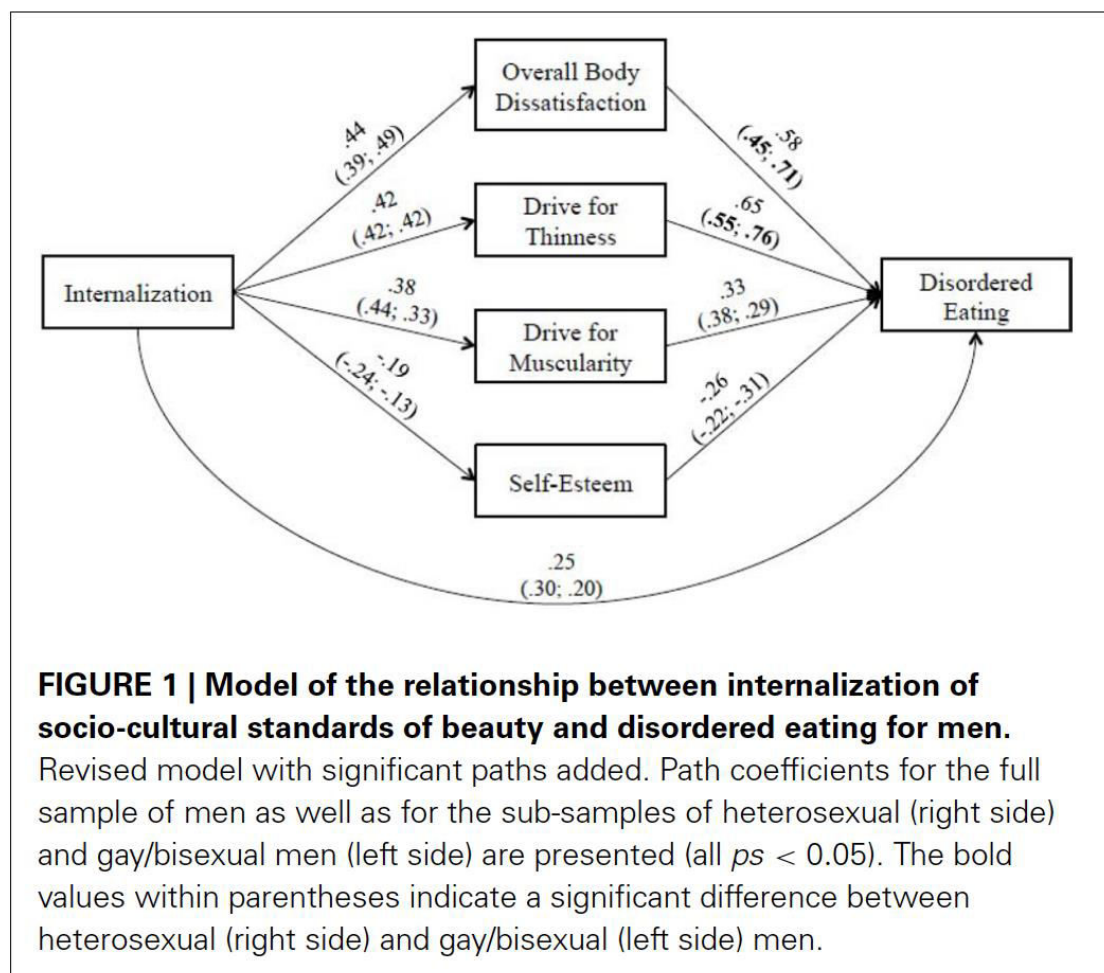 Overall Body
Dissatisfaction
.44
(.39; .49)
.58
(.45; .71)
.42
(.42; .42)
Drive for
Thinness
.65
(.55; .76)
Internalization
.38
(.44; .33)
Drive for
Muscularity
.33
(.38; .29)
Disordered
Eating
-.19
(-.24; -.13)
Self-Esteem
-.26
(-.22; -.31)
.25
(.30; .20)
FIGURE 1 | Model of the relationship between internalization of
socio-cultural standards of beauty and disordered eating for men.
Revised model with significant paths added. Path coefficients for the full
sample of men as well as for the sub-samples of heterosexual (right side)
and gay/bisexual men (left side) are presented (all ps < 0.05). The bold
values within parentheses indicate a significant difference between
heterosexual (right side) and gay/bisexual (left side) men.